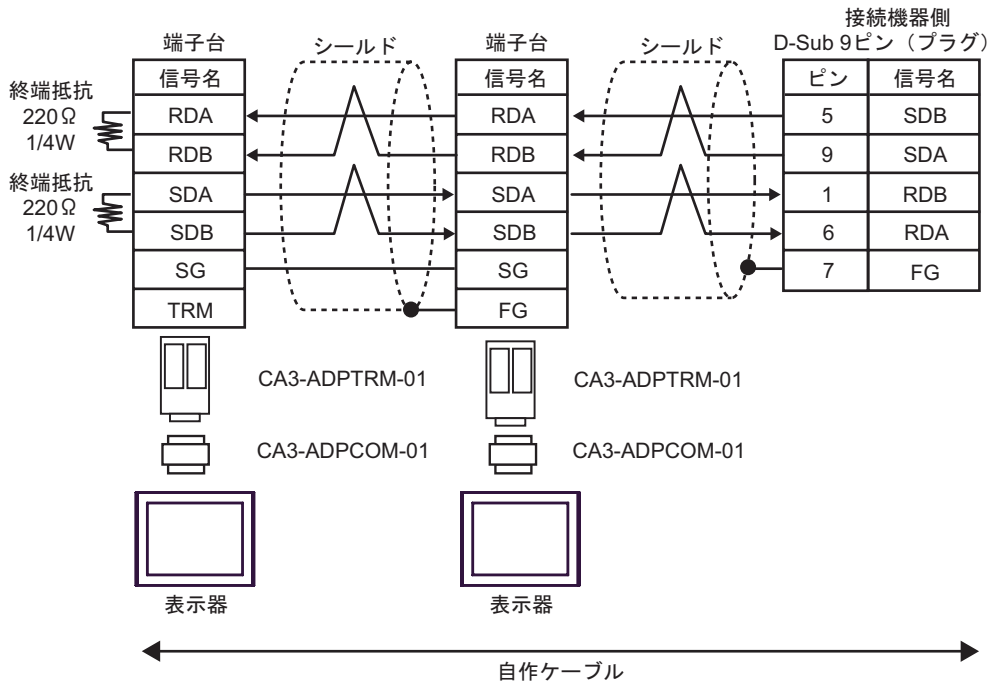 接続機器側
端子台 シールド 端子台 シールド D-Sub 9ピン（プラグ）
信号名 信号名 ピン 信号名
終端抵抗
220Ω
1/4W
RDA RDA 5 SDB
RDB RDB 9 SDA
終端抵抗
220Ω
1/4W
SDA SDA 1 RDB
SDB SDB 6 RDA
SG SG 7 FG
TRM FG
CA3-ADPTRM-01 CA3-ADPTRM-01
CA3-ADPCOM-01 CA3-ADPCOM-01
表示器 表示器
自作ケーブル